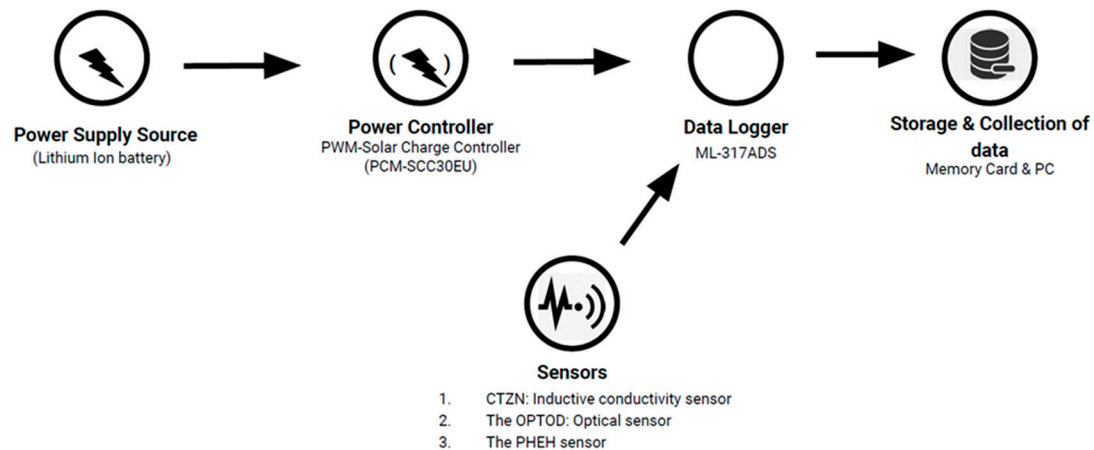 Power Supply Source
(Lithium Ion battery)
Power Controller
PWM-Solar Charge Controller
(PCM-SCC30EU)
Data Logger
ML-317ADS
Storage & Collection of
data
Memory Card & PC
Sensors
1. CTZN: Inductive conductivity sensor
2. The OPTOD: Optical sensor
3. The PHEH sensor